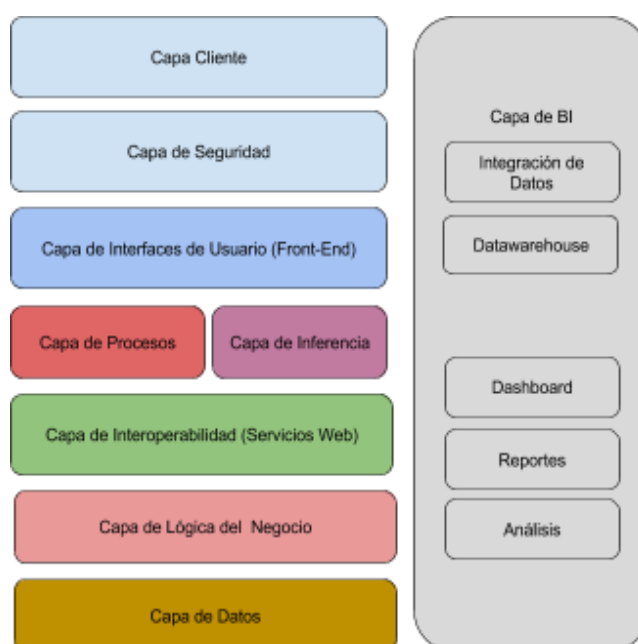 Capa Cliente
Capa de Seguridad
Capa de Interfaces de Usuario (Front-End)
Capa de Procesos
Capa de Inferencia
Capa de Interoperabilidad (Servicios Web)
Capa de Lógica del Negocio
Capa de Datos
Capa de BI
Integración de
Datos
Datawarehouse
Dashboard
Reportes
Análisis